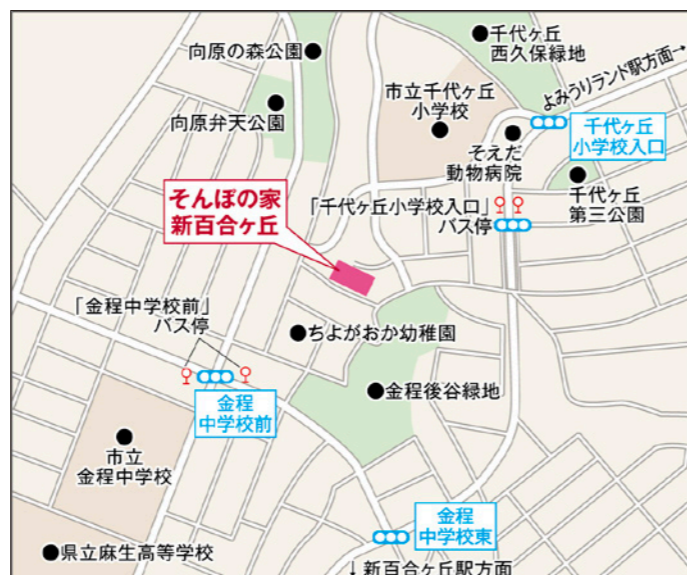 向原の森公園
千代ヶ丘
西久保緑地
よみうりランド駅方面→
市立千代ヶ丘
小学校
向原弁天公園
千代ヶ丘
小学校入口
そえだ
動物病院
そんぽの家
新百合ヶ丘
「千代ヶ丘小学校入口」
バス停
千代ヶ丘
第三公園
「金程中学校前」
バス停
ちよがおか幼稚園
金程後谷緑地
金程
中学校前
市立
金程中学校
金程
中学校東
県立麻生高等学校
↓新百合ヶ丘駅方面